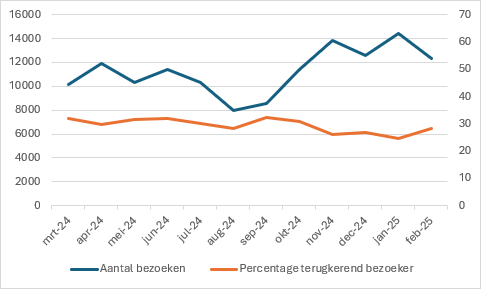 16000
14000
12000
10000
8000
6000
4000
2000
0
70
60
50
40
30
20
10
0
mrt-24
apr-24
mei-24
jun-24
jul-24
aug-24
sep-24
okt-24
nov-24
dec-24
jan-25
feb-25
Aantal bezoeken
Percentage terugkerend bezoeker